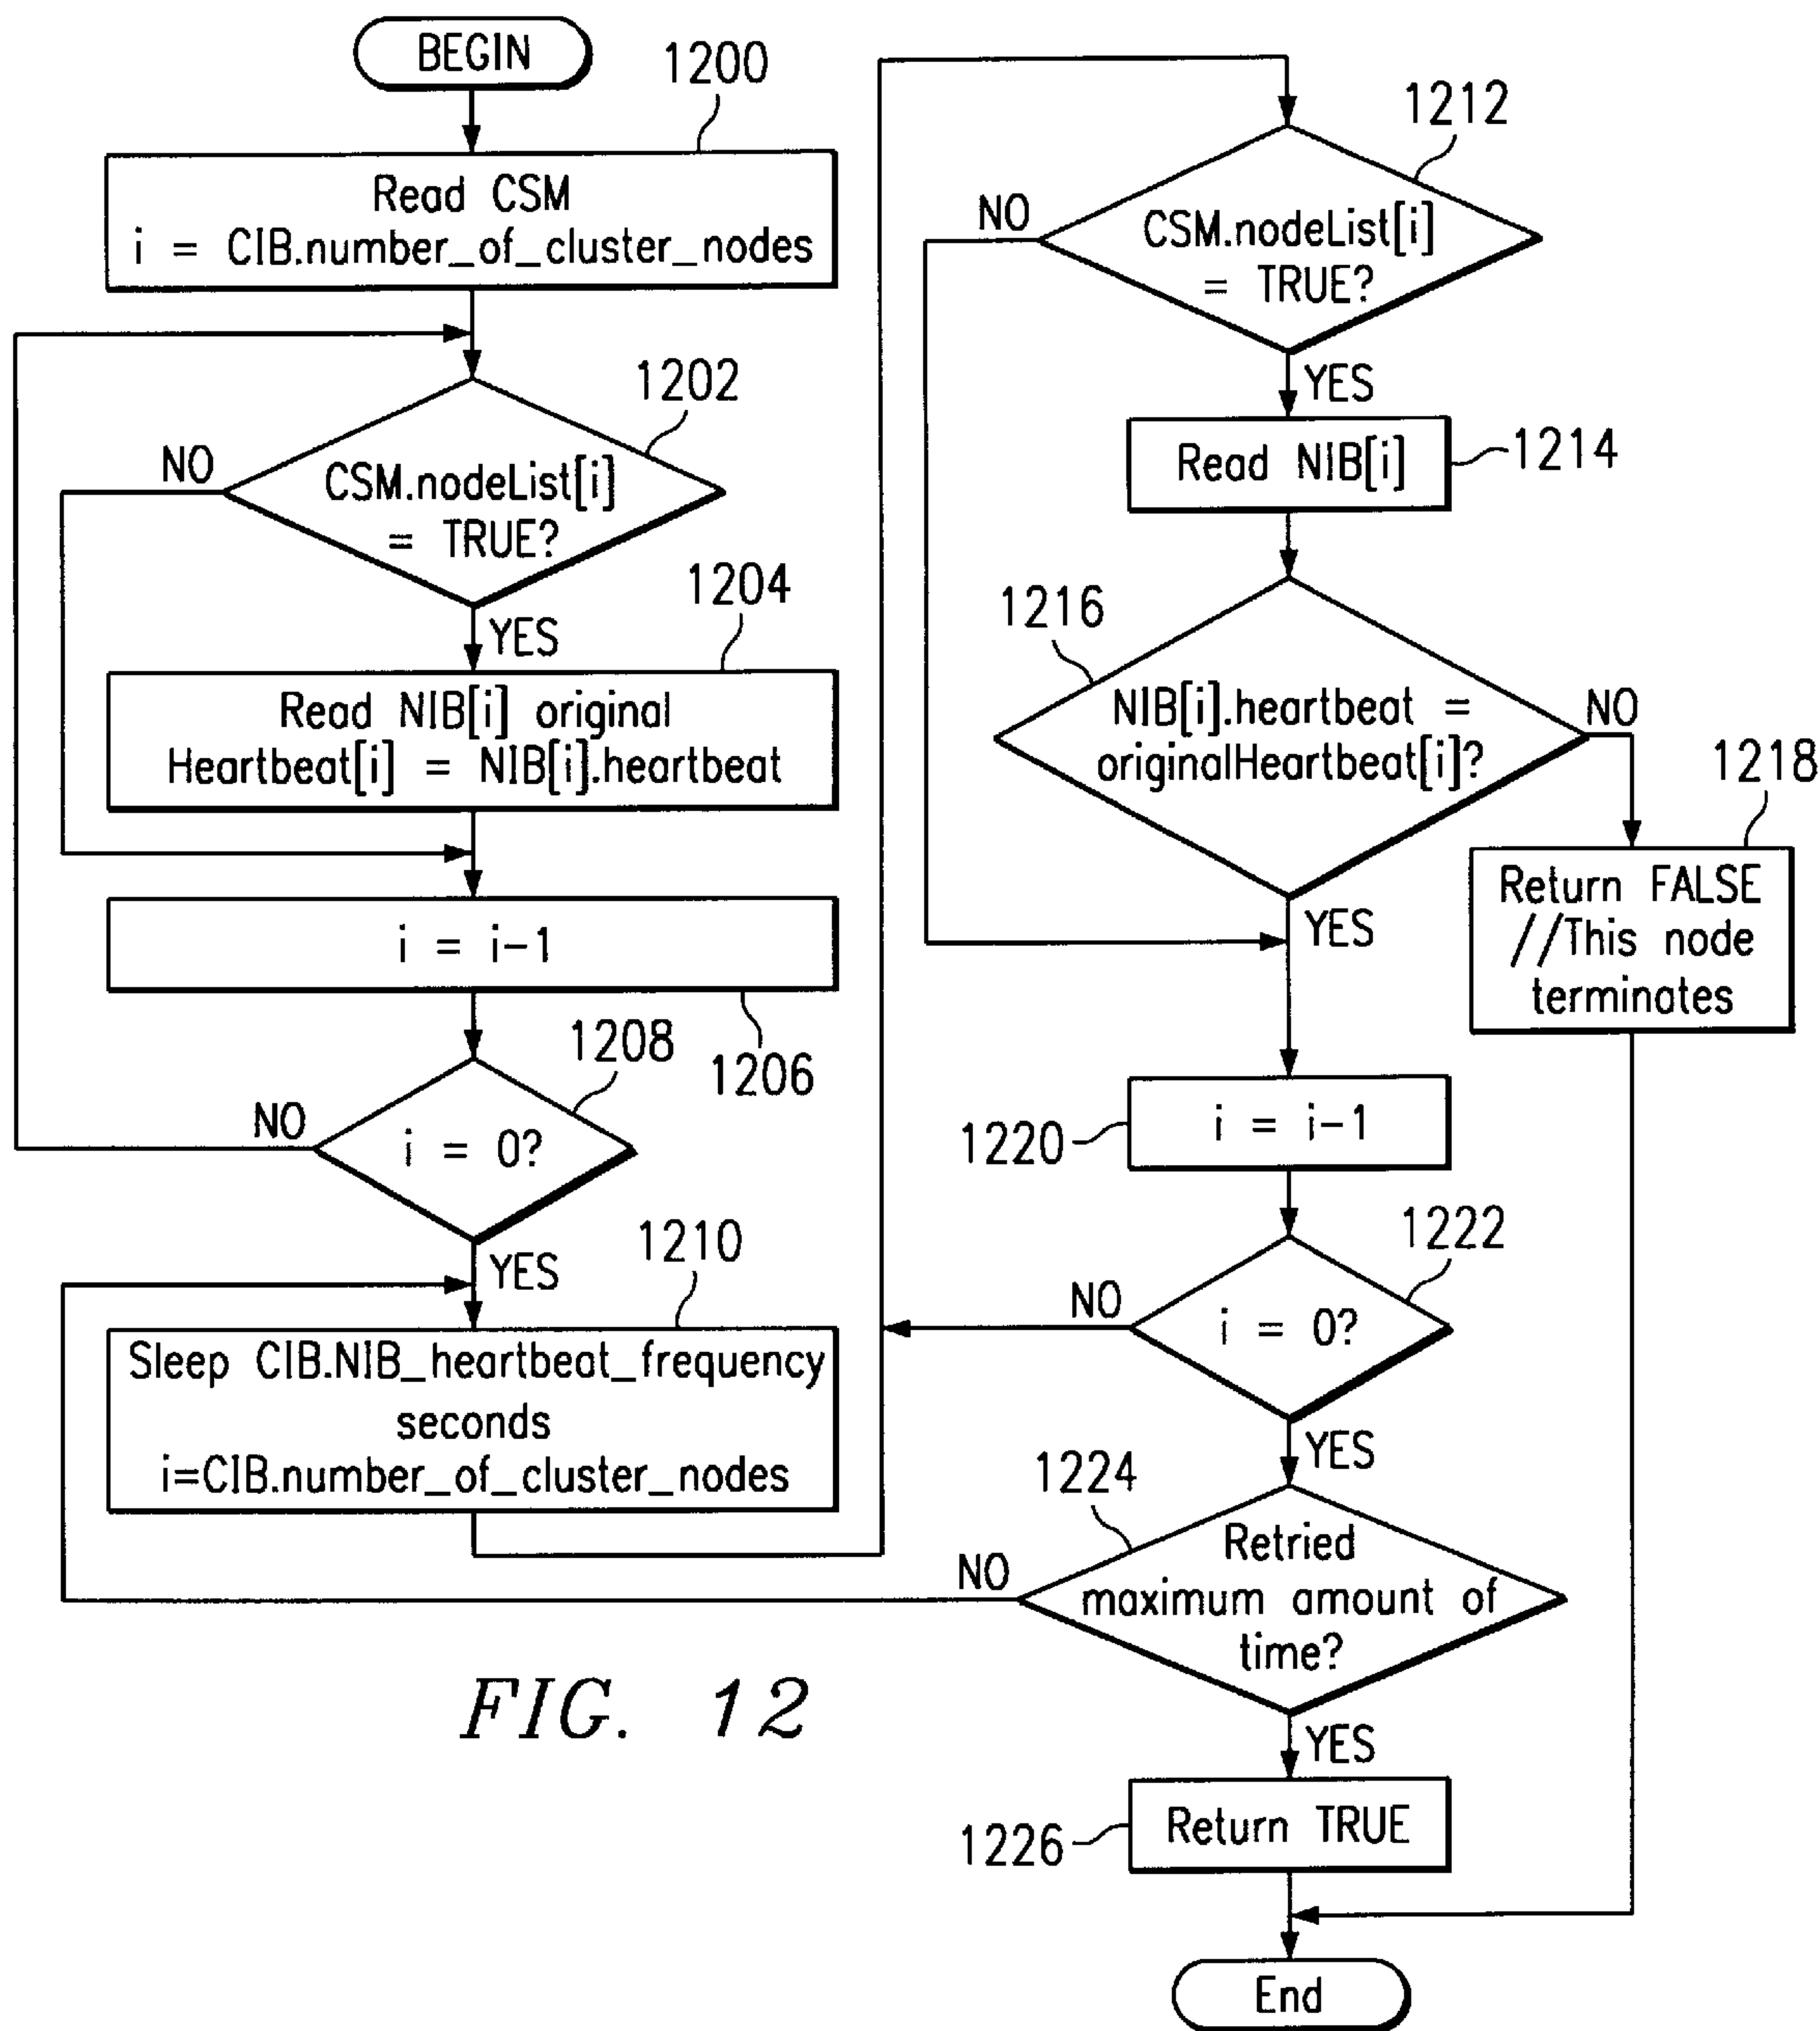 BEGIN
1200
Read CSM
i = CIB.number_of_cluster_nodes
1202
NO
CSM.nodeList[i]
= TRUE?
YES
1204
Read NIB[i] original
Heartbeat[i] = NIB[i].heartbeat
i = i-1
1206
1208
NO
i = 0?
YES
1210
Sleep CIB.NIB_heartbeat_frequency
seconds
i=CIB.number_of_cluster_nodes
1212
NO
CSM.nodeList[i]
= TRUE?
YES
Read NIB[i]
1214
1216
NIB[i].heartbeat =
originalHeartbeat[i]?
NO
YES
1218
Return FALSE
//This node
terminates
i = i-1
1220
1222
NO
i = 0?
YES
1224
NO
Retried
maximum amount of
time?
YES
Return TRUE
1226
End
FIG. 12